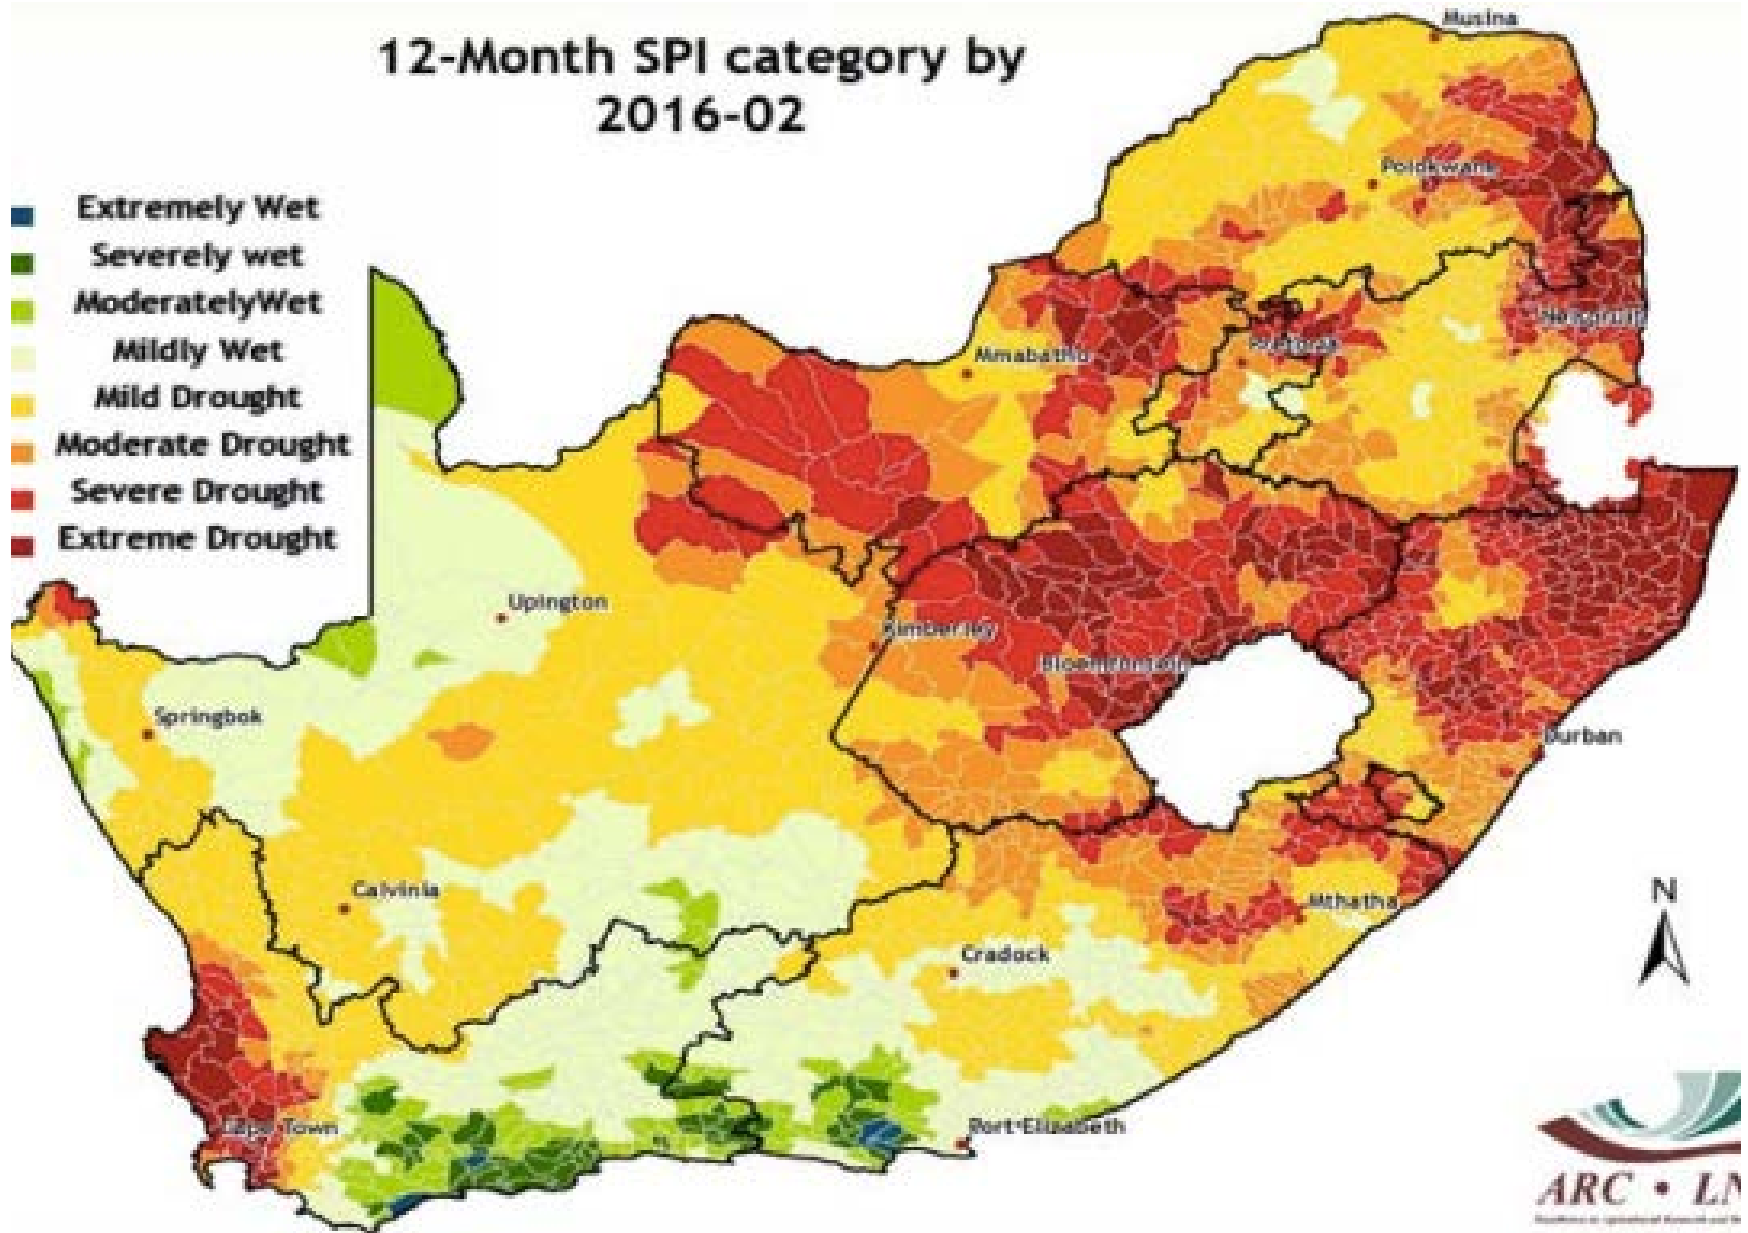 12-Month SPI category by
2016-02
Extremely Wet
Severely wet
ModeratelyWet
Mildly Wet
Mild Drought
Moderate Drought
Severe Drought
Extreme Drought
Musina
Polokwane
Nelspruit
Pretoria
Mmabatho
Upington
Kimberley
Bloemfontein
Springbok
Durban
Calvinia
Mthatha
Cradock
N
Cape Town
Port Elizabeth
ARC • LN